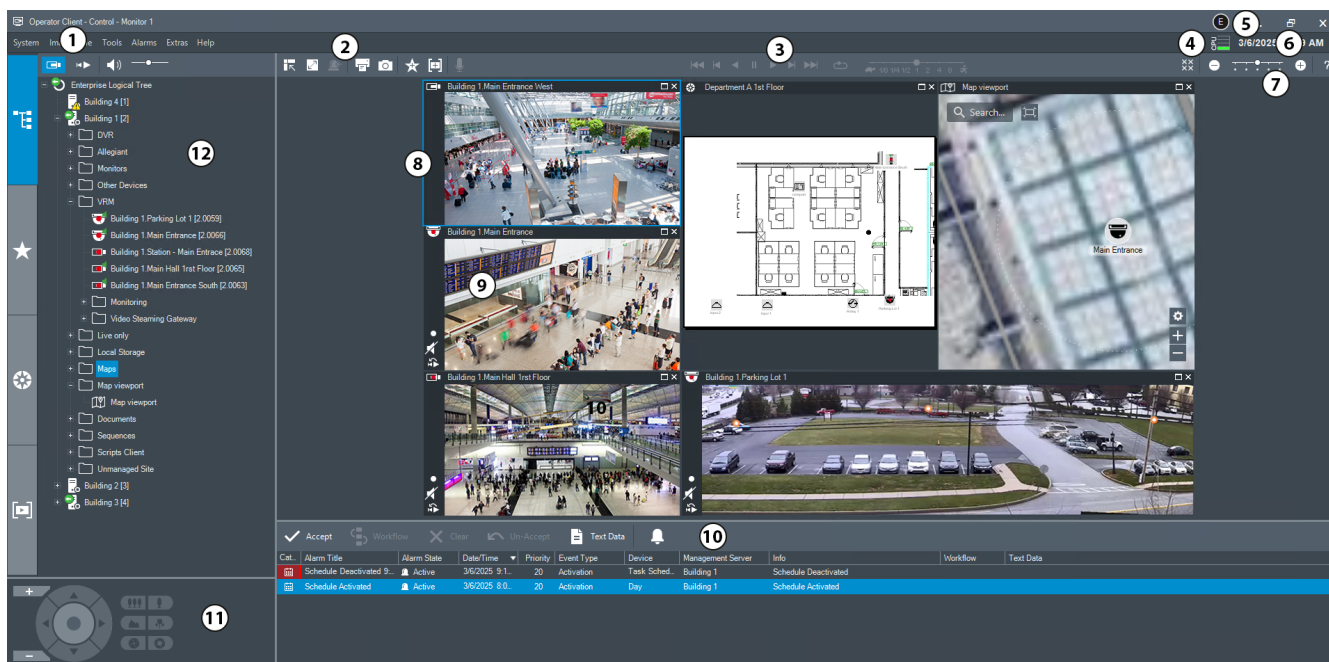 Operator Client - Control - Monitor 1
E
5
System
1
Tools Alarms Extras Help
2
3
4
3/6/2025
6
AM
7
Enterprise Logical Tree
Building 4 [1]
Building 1 [2]
DVR
Allegiant
12
Monitors
Other Devices
VRM
Building 1.Parking Lot 1 [2.0059]
Building 1.Main Entrance [2.0066]
Building 1.Station - Main Entrace [2.0068]
Building 1.Main Hall 1rst Floor [2.0065]
Building 1.Main Entrance South [2.0063]
Monitoring
Video Steaming Gateway
Live only
Local Storage
Maps
Map viewport
Map viewport
Documents
Sequences
Scripts Client
Unmanaged Site
Building 2 [3]
Building 3 [4]
Building 1.Main Entrance West
8
Department A 1st Floor
Map viewport
Search...
Main Entrance
Building 1.Main Entrance
9
Building 1.Main Hall 1rst Floor
10
Building 1.Parking Lot 1
Accept Workflow Clear Un-Accept Text Data
10
Cat.. Alarm Title Alarm State Date/Time Priority Event Type Device Management Server Info Workflow Text Data
Schedule Deactivated 9:.. Active 3/6/2025 9:1... 20 Activation Task Sched.. Building 1 Schedule Deactivated
Schedule Activated Active 3/6/2025 8:0... 20 Activation Day Building 1 Schedule Activated
11